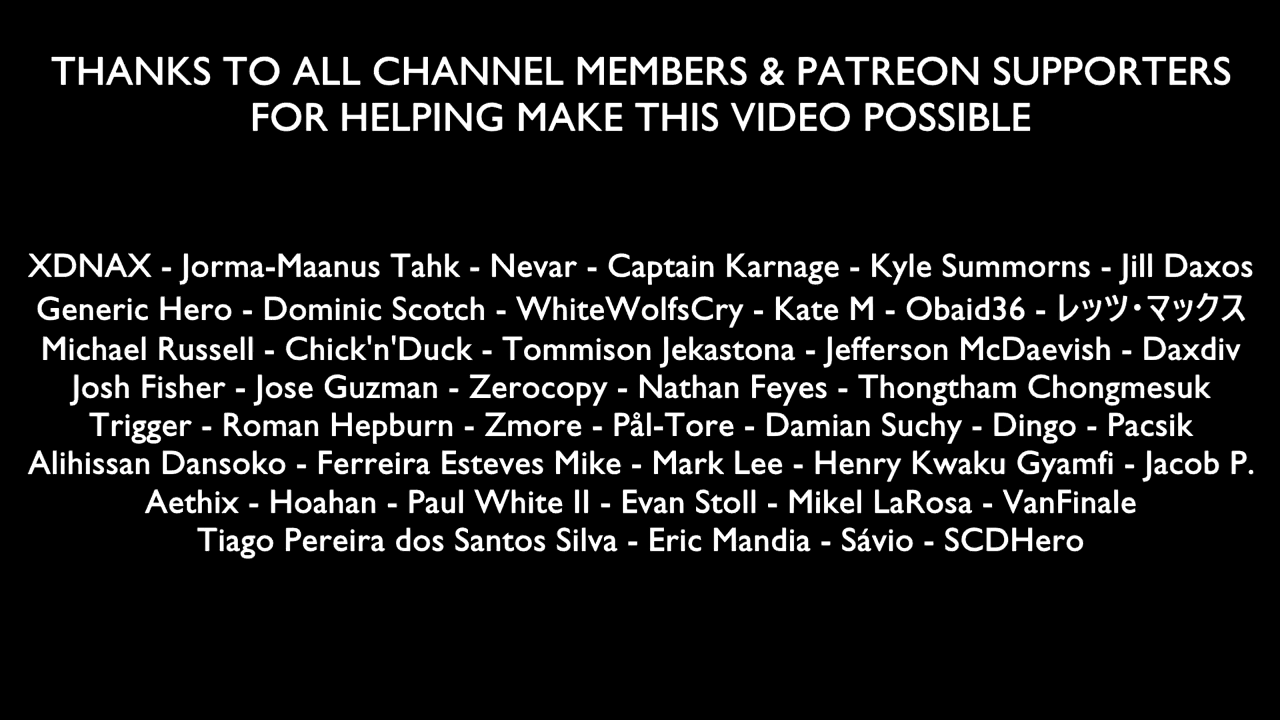 THANKS TO ALL CHANNEL MEMBERS & PATREON SUPPORTERS
FOR HELPING MAKE THIS VIDEO POSSIBLE
XDNAX - Jorma-Maanus Tahk - Nevar - Captain Karnage - Kyle Summorns - Jill Daxos
Generic Hero - Dominic Scotch - WhiteWolfsCry - Kate M - Obaid36 - レッツ・マックス
Michael Russell - Chick'n'Duck - Tommison Jekastona - Jefferson McDaevish - Daxdiv
Josh Fisher - Jose Guzman - Zerocopy - Nathan Feyes - Thongtham Chongmesuk
Trigger - Roman Hepburn - Zmore - Pål-Tore - Damian Suchy - Dingo - Pacsik
Alihissan Dansoko - Ferreira Esteves Mike - Mark Lee - Henry Kwaku Gyamfi - Jacob P.
Aethix - Hoahan - Paul White II - Evan Stoll - Mikel LaRosa - VanFinale
Tiago Pereira dos Santos Silva - Eric Mandia - Sávio - SCDHero